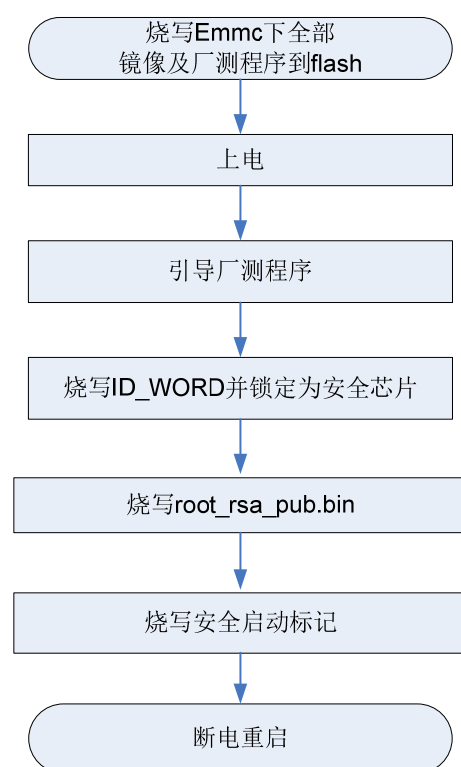 烧写Emmc下全部
镜像及厂测程序到flash
上电
引导厂测程序
烧写ID_WORD并锁定为安全芯片
烧写root_rsa_pub.bin
烧写安全启动标记
断电重启